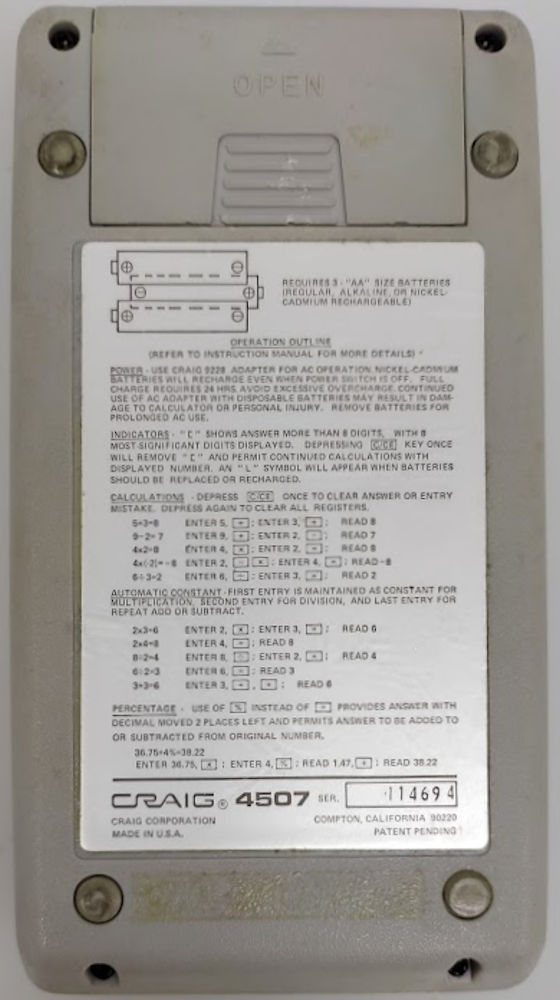 OPEN
REQUIRES 3 - "AA" SIZE BATTERIES
(REGULAR, ALKALINE, OR NICKEL-
CADMIUM RECHARGEABLE)
OPERATION OUTLINE
(REFER TO INSTRUCTION MANUAL FOR MORE DETAILS)
POWER - USE CRAIG 9228 ADAPTER FOR AC OPERATION, NICKEL-CADMIUM
BATTERIES WILL RECHARGE EVEN WHEN POWER SWITCH IS OFF. FULL
CHARGE REQUIRES 24 HRS. AVOID EXCESSIVE OVERCHARGE. CONTINUED
USE OF AC ADAPTER WITH DISPOSABLE BATTERIES MAY RESULT IN DAM-
AGE TO CALCULATOR OR PERSONAL INJURY. REMOVE BATTERIES FOR
PROLONGED AC USE.
INDICATORS - "[" SHOWS ANSWER MORE THAN 8 DIGITS, WITH 8
MOST-SIGNIFICANT DIGITS DISPLAYED. DEPRESSING C/CE KEY ONCE
WILL REMOVE "[" AND PERMIT CONTINUED CALCULATIONS WITH
DISPLAYED NUMBER. AN "L" SYMBOL WILL APPEAR WHEN BATTERIES
SHOULD BE REPLACED OR RECHARGED.
CALCULATIONS - DEPRESS C/CE ONCE TO CLEAR ANSWER OR ENTRY
MISTAKE. DEPRESS AGAIN TO CLEAR ALL REGISTERS.
5+3=8 ENTER 5, + ; ENTER 3, + ; READ 8
9-2=7 ENTER 9, + ; ENTER 2, - ; READ 7
4x2=8 ENTER 4, x ; ENTER 2, = ; READ 8
4x(-2)=-8 ENTER 2, - x ; ENTER 4, = ; READ -8
6÷3=2 ENTER 6, ÷ ; ENTER 3, = ; READ 2
AUTOMATIC CONSTANT - FIRST ENTRY IS MAINTAINED AS CONSTANT FOR
MULTIPLICATION, SECOND ENTRY FOR DIVISION, AND LAST ENTRY FOR
REPEAT ADD OR SUBTRACT.
2x3=6 ENTER 2, x ; ENTER 3, = ; READ 6
2x4=8 ENTER 4, = ; READ 8
8÷2=4 ENTER 8, ÷ ; ENTER 2, = ; READ 4
6÷2=3 ENTER 6, = ; READ 3
3+3=6 ENTER 3, + , + ; READ 6
PERCENTAGE - USE OF % INSTEAD OF = PROVIDES ANSWER WITH
DECIMAL MOVED 2 PLACES LEFT AND PERMITS ANSWER TO BE ADDED TO
OR SUBTRACTED FROM ORIGINAL NUMBER.
36.75+4%=38.22
ENTER 36.75, x ; ENTER 4, % ; READ 1.47, + ; READ 38.22
CRAIG® 4507 SER. 114694
CRAIG CORPORATION COMPTON, CALIFORNIA 90220
MADE IN U.S.A. PATENT PENDING